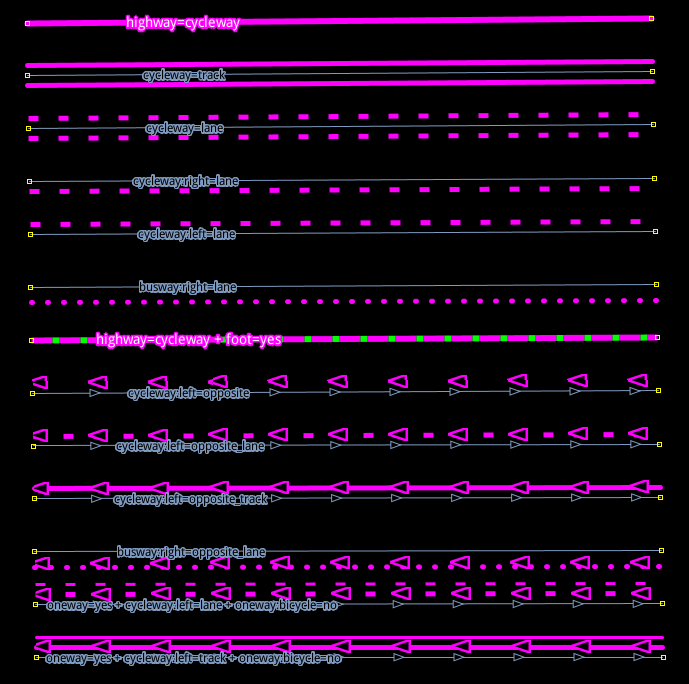 highway=cycleway
cycleway=track
cycleway=lane
cycleway:right=lane
cycleway:left=lane
busway:right=lane
highway=cycleway + foot=yes
cycleway:left=opposite
cycleway:left=opposite_lane
cycleway:left=opposite_track
busway:right=opposite_lane
oneway=yes + cycleway:left=lane + oneway:bicycle=no
oneway=yes + cycleway:left=track + oneway:bicycle=no